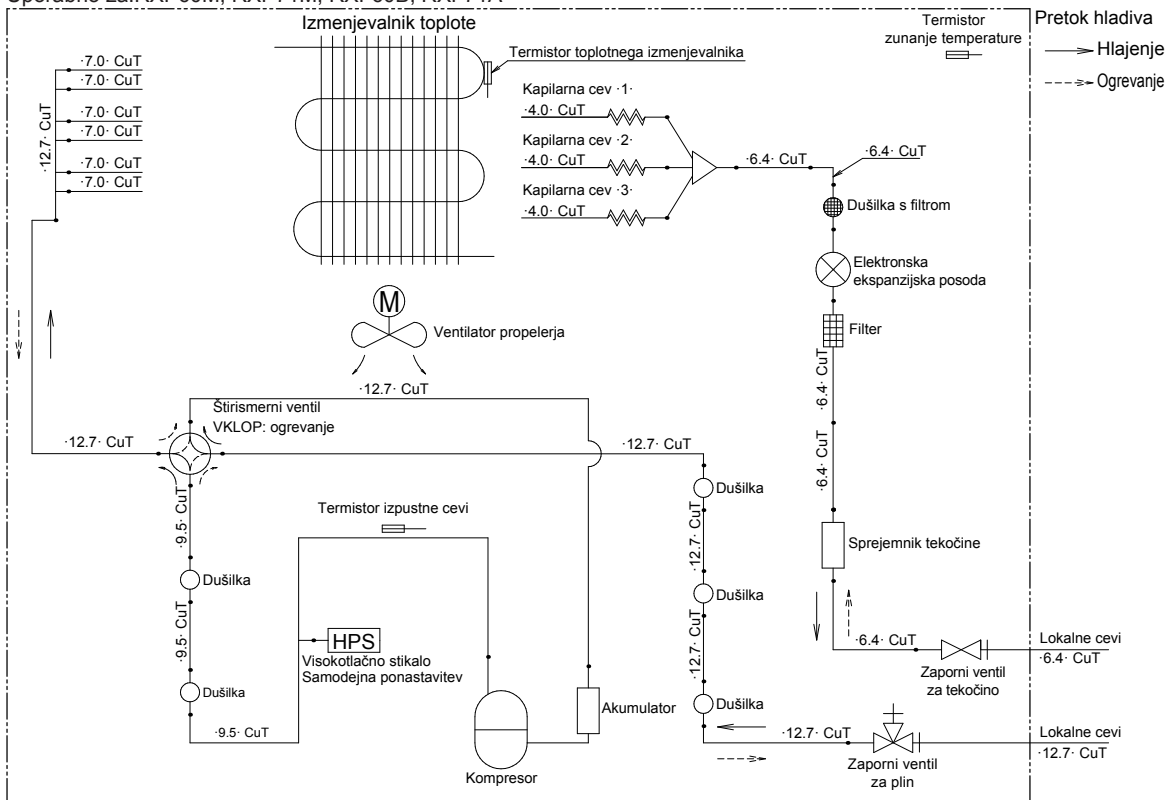 Izmenjevalnik toplote
Termistor
zunanje temperature
Pretok hladiva
Hlajenje
Ogrevanje
Termistor toplotnega izmenjevalnika
·7.0· CuT
·7.0· CuT
·7.0· CuT
·7.0· CuT
·7.0· CuT
·7.0· CuT
·12.7· CuT
Kapilarna cev ·1·
·4.0· CuT
Kapilarna cev ·2·
·4.0· CuT
Kapilarna cev ·3·
·4.0· CuT
·6.4· CuT
·6.4· CuT
Dušilka s filtrom
Elektronska
ekspanzijska posoda
Filter
·6.4· CuT
·6.4· CuT
Sprejemnik tekočine
M
Ventilator propelerja
·12.7· CuT
Štirismerni ventil
VKLOP: ogrevanje
·12.7· CuT
·12.7· CuT
·9.5· CuT
Dušilka
·9.5· CuT
Dušilka
·9.5· CuT
Termistor izpustne cevi
HPS
Visokotlačno stikalo
Samodejna ponastavitev
Kompresor
Akumulator
Dušilka
·12.7· CuT
Dušilka
·12.7· CuT
Dušilka
·6.4· CuT
Zaporni ventil
za tekočino
Lokalne cevi
·6.4· CuT
·12.7· CuT
Zaporni ventil
za plin
Lokalne cevi
·12.7· CuT